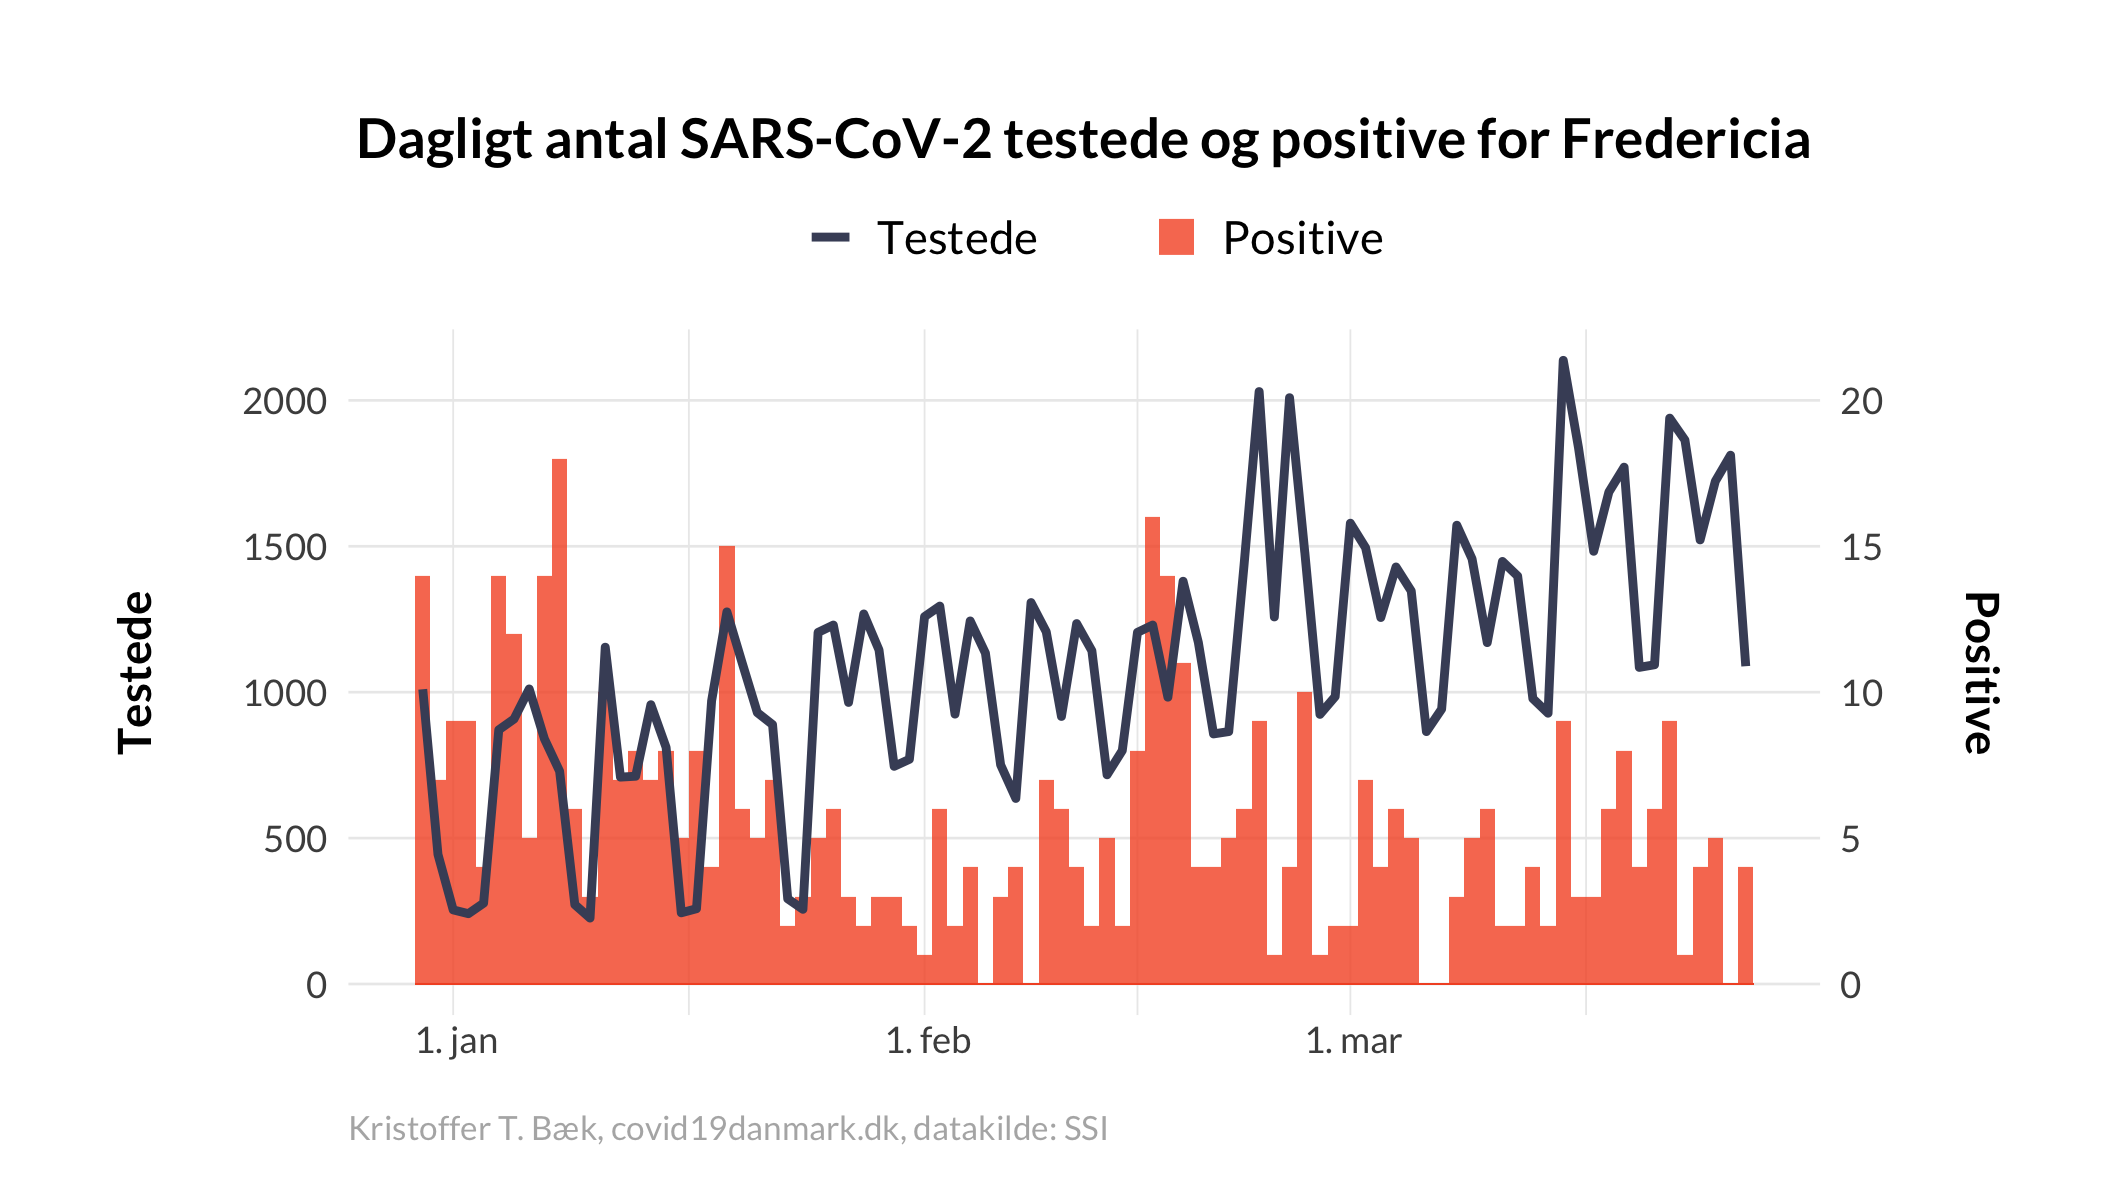 Dagligt antal SARS-CoV-2 testede og positive for Fredericia
Testede Positive
2000 20
1500 15
1000 10
500 5
0 0
Testede
Positive
1. jan 1. feb 1. mar
Kristoffer T. Bæk, covid19danmark.dk, datakilde: SSI